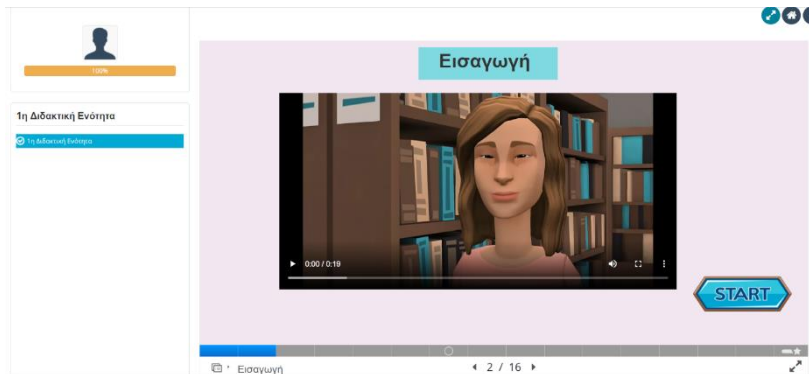 100%
1η Διδακτική Ενότητα
1η Διδακτική Ενότητα
Εισαγωγή
0:00 / 0:19
START
Εισαγωγή
2 / 16